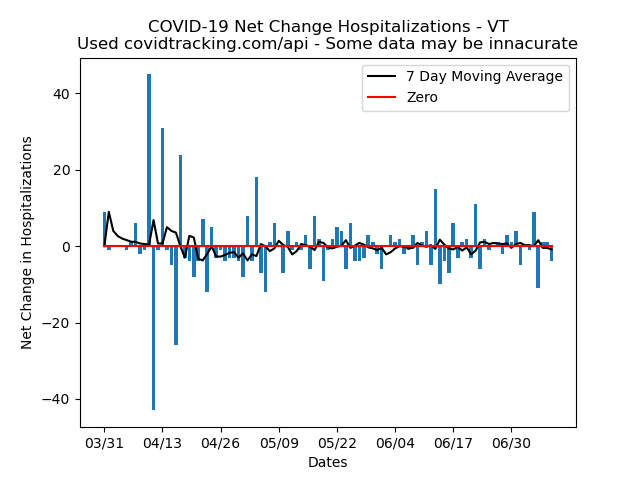 COVID-19 Net Change Hospitalizations - VT
Used covidtracking.com/api - Some data may be innacurate
7 Day Moving Average
Zero
Net Change in Hospitalizations
40
20
0
−20
−40
03/31 04/13 04/26 05/09 05/22 06/04 06/17 06/30
Dates